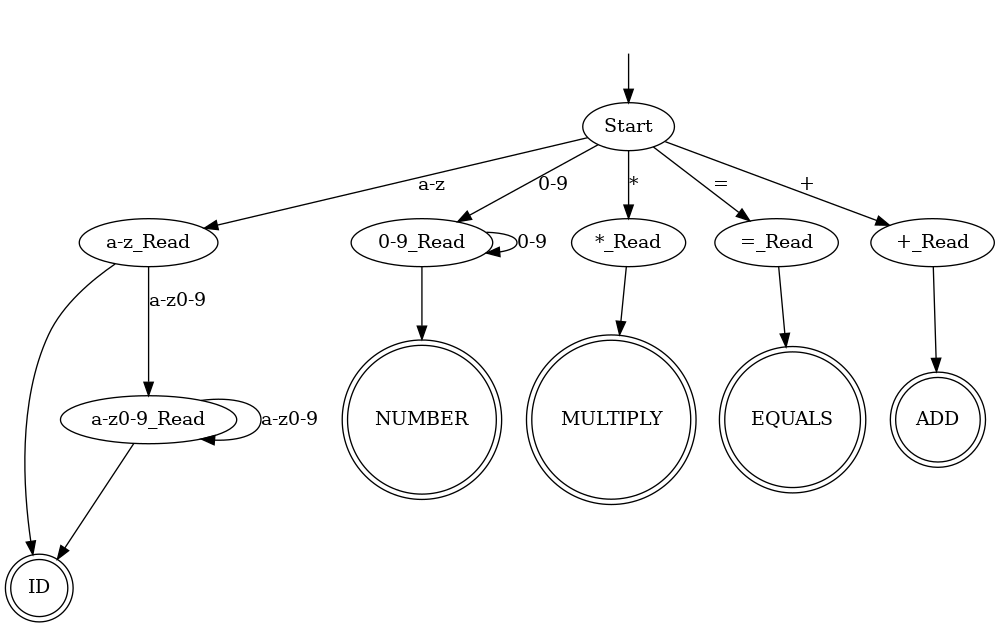 Start
a-z
0-9
*
=
+
a-z_Read
0-9_Read
0-9
*_Read
=_Read
+_Read
a-z0-9
a-z0-9_Read
a-z0-9
NUMBER
MULTIPLY
EQUALS
ADD
ID